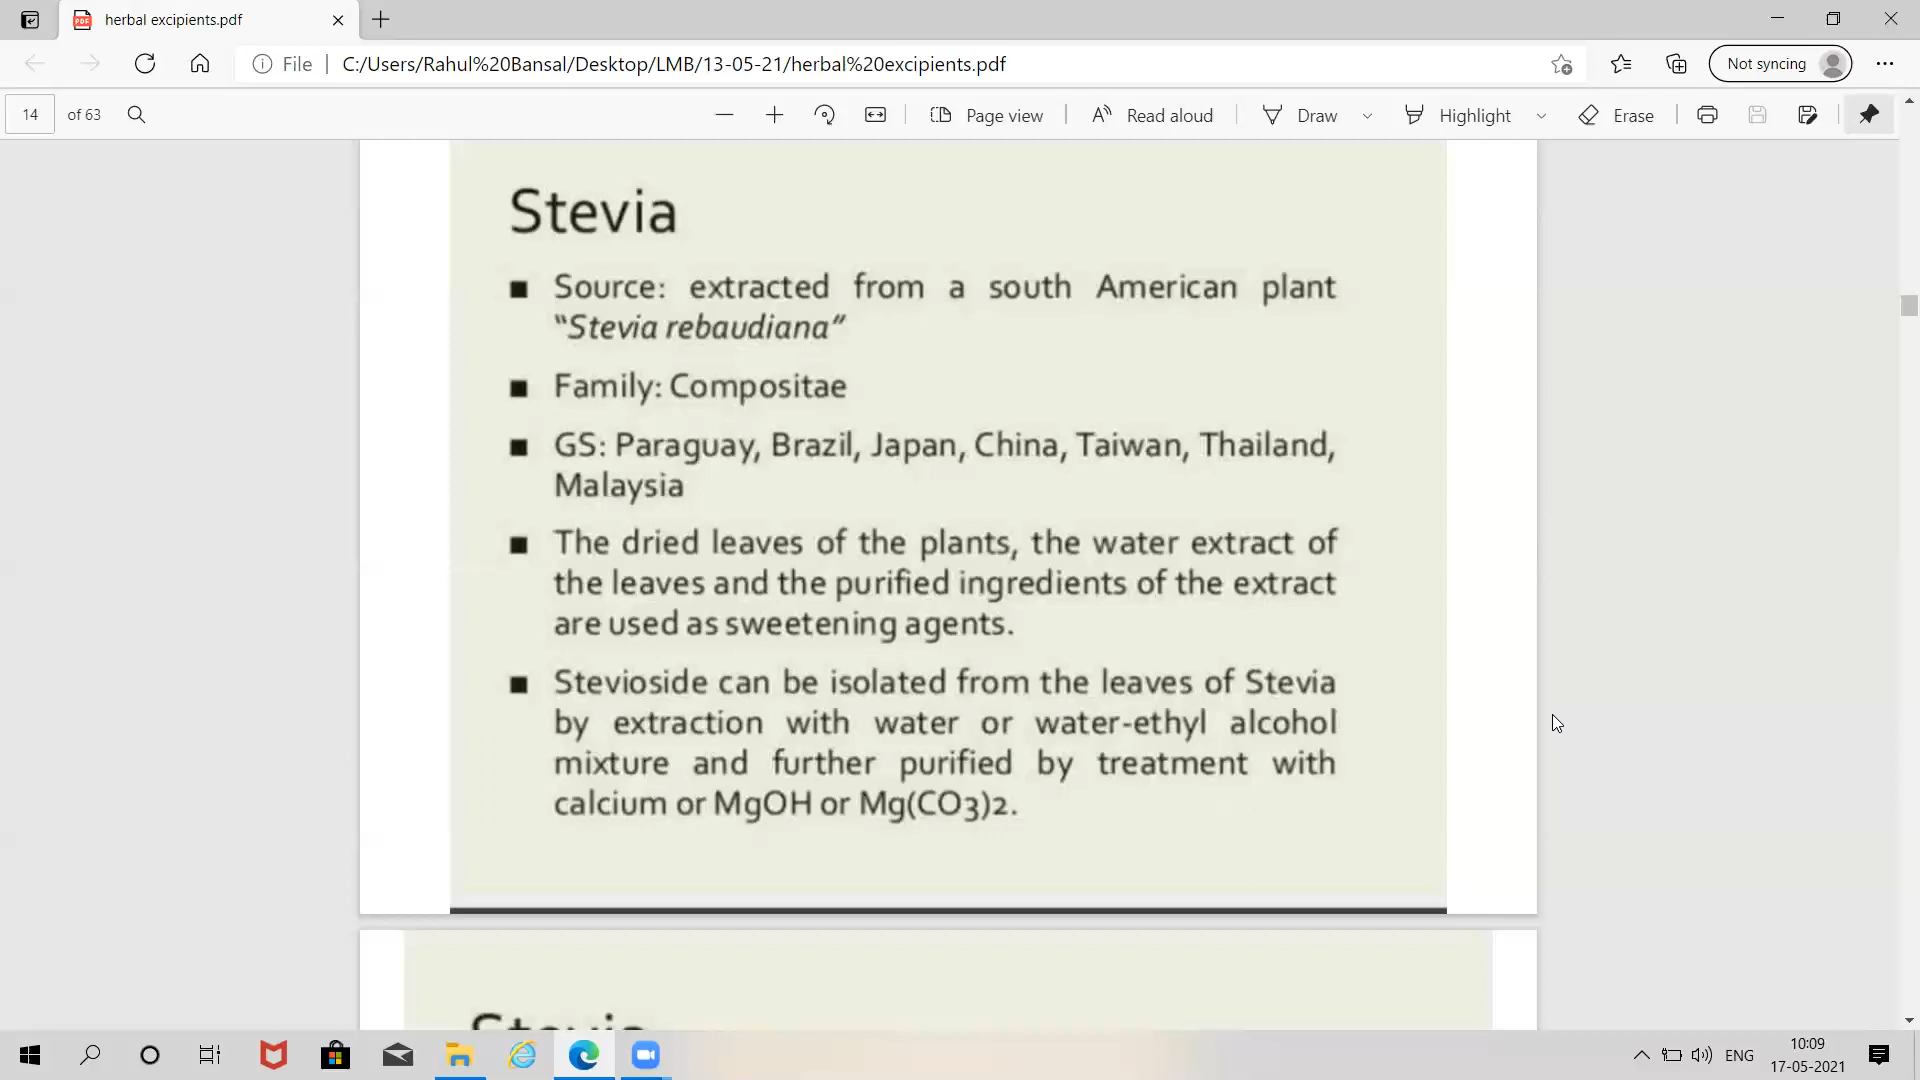 herbal excipients.pdf
File
C:/Users/Rahul%20Bansal/Desktop/LMB/13-05-21/herbal%20excipients.pdf
Not syncing
14 of 63
Page view
Read aloud
Draw
Highlight
Erase
Stevia
■ Source: extracted from a south American plant
“Stevia rebaudiana”
■ Family: Compositae
■ GS: Paraguay, Brazil, Japan, China, Taiwan, Thailand,
Malaysia
■ The dried leaves of the plants, the water extract of
the leaves and the purified ingredients of the extract
are used as sweetening agents.
■ Stevioside can be isolated from the leaves of Stevia
by extraction with water or water-ethyl alcohol
mixture and further purified by treatment with
calcium or MgOH or Mg(CO3)2.
Stevia
ENG
10:09
17-05-2021